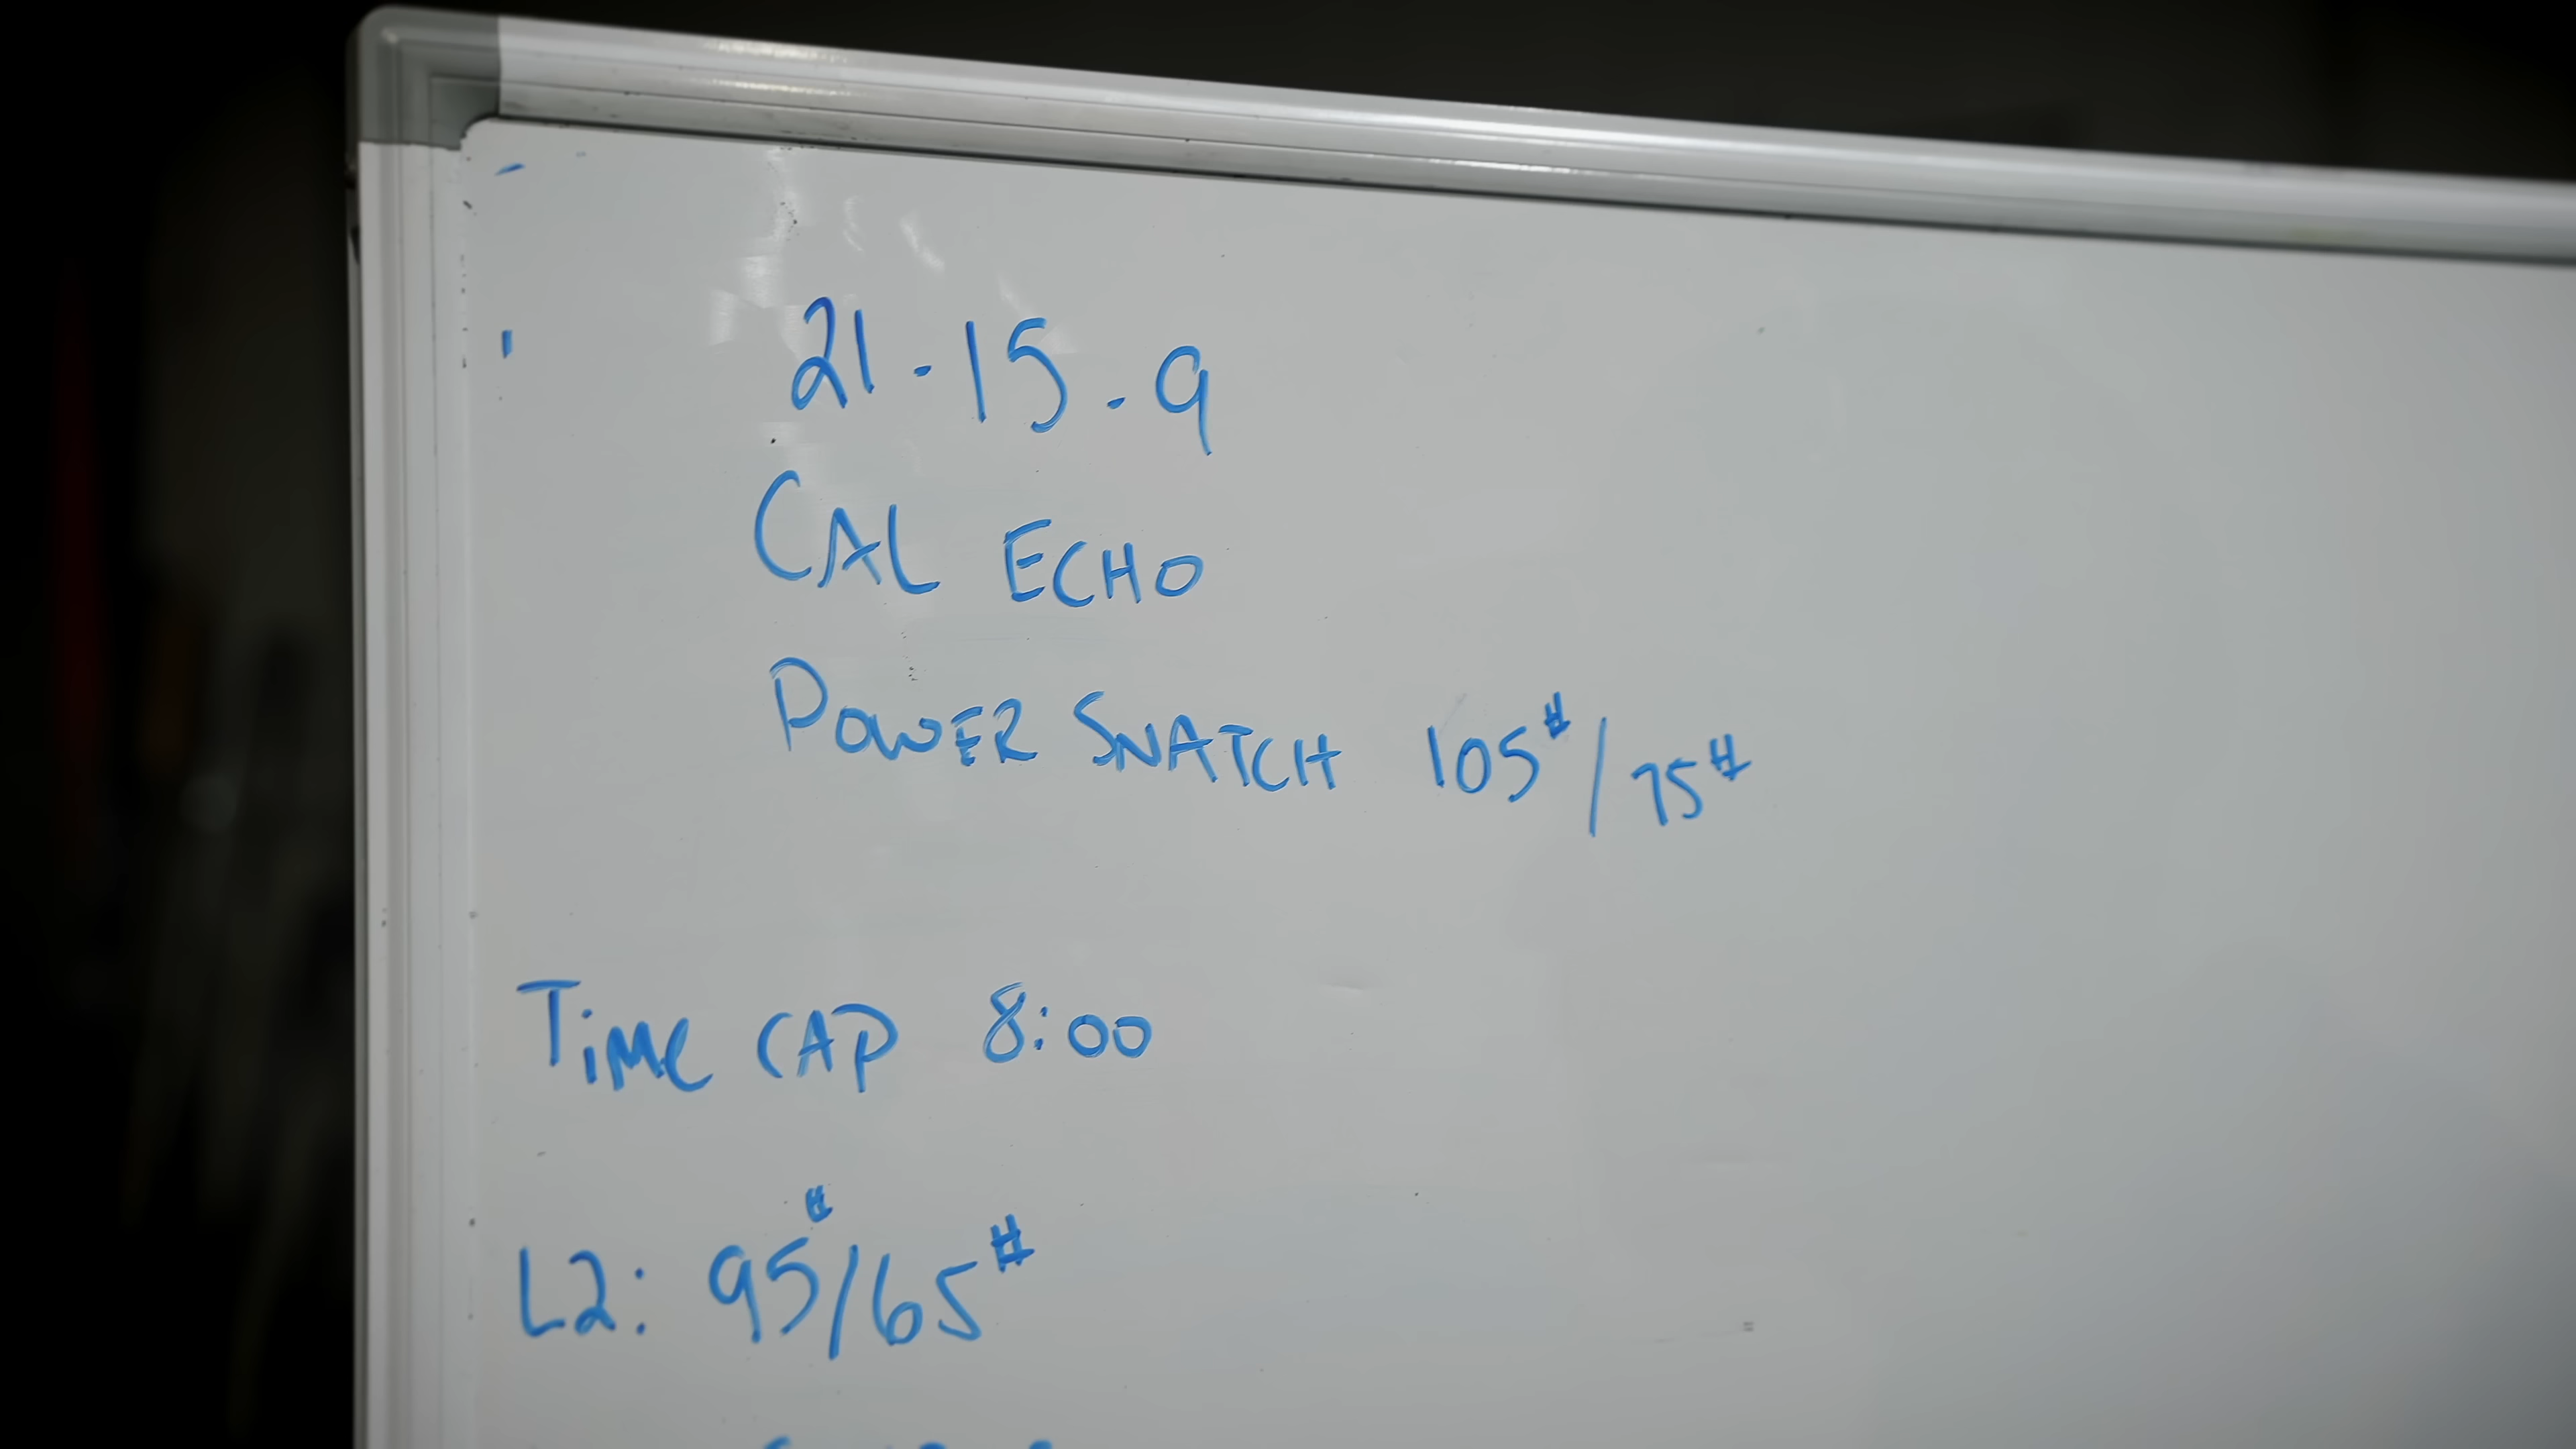 21-15-9
CAL ECHO
POWER SNATCH 105#/75#
TIME CAP 8:00
L2: 95#/65#